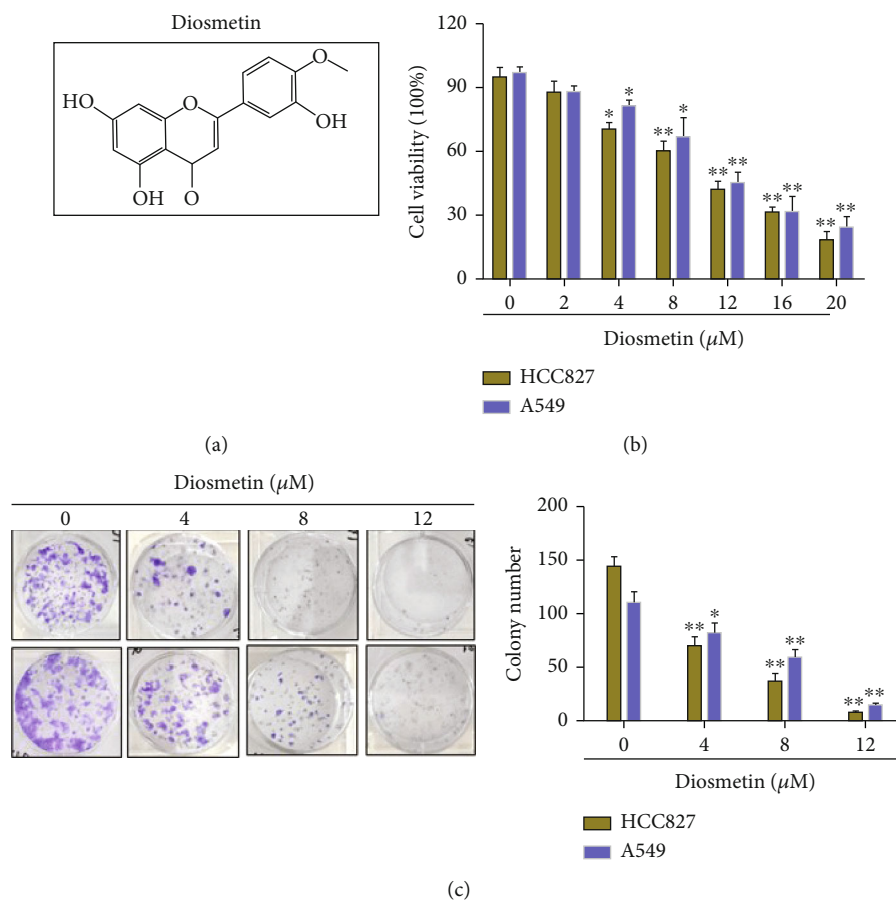 Diosmetin
HO
O
O
OH
OH
O
(a)
120
90
60
30
0
Cell viability (100%)
* * ** * ** ** ** ** ** **
0 2 4 8 12 16 20
Diosmetin (μM)
HCC827
A549
(b)
Diosmetin (μM)
0 4 8 12
200
150
100
50
0
Colony number
** * ** ** ** **
0 4 8 12
Diosmetin (μM)
HCC827
A549
(c)